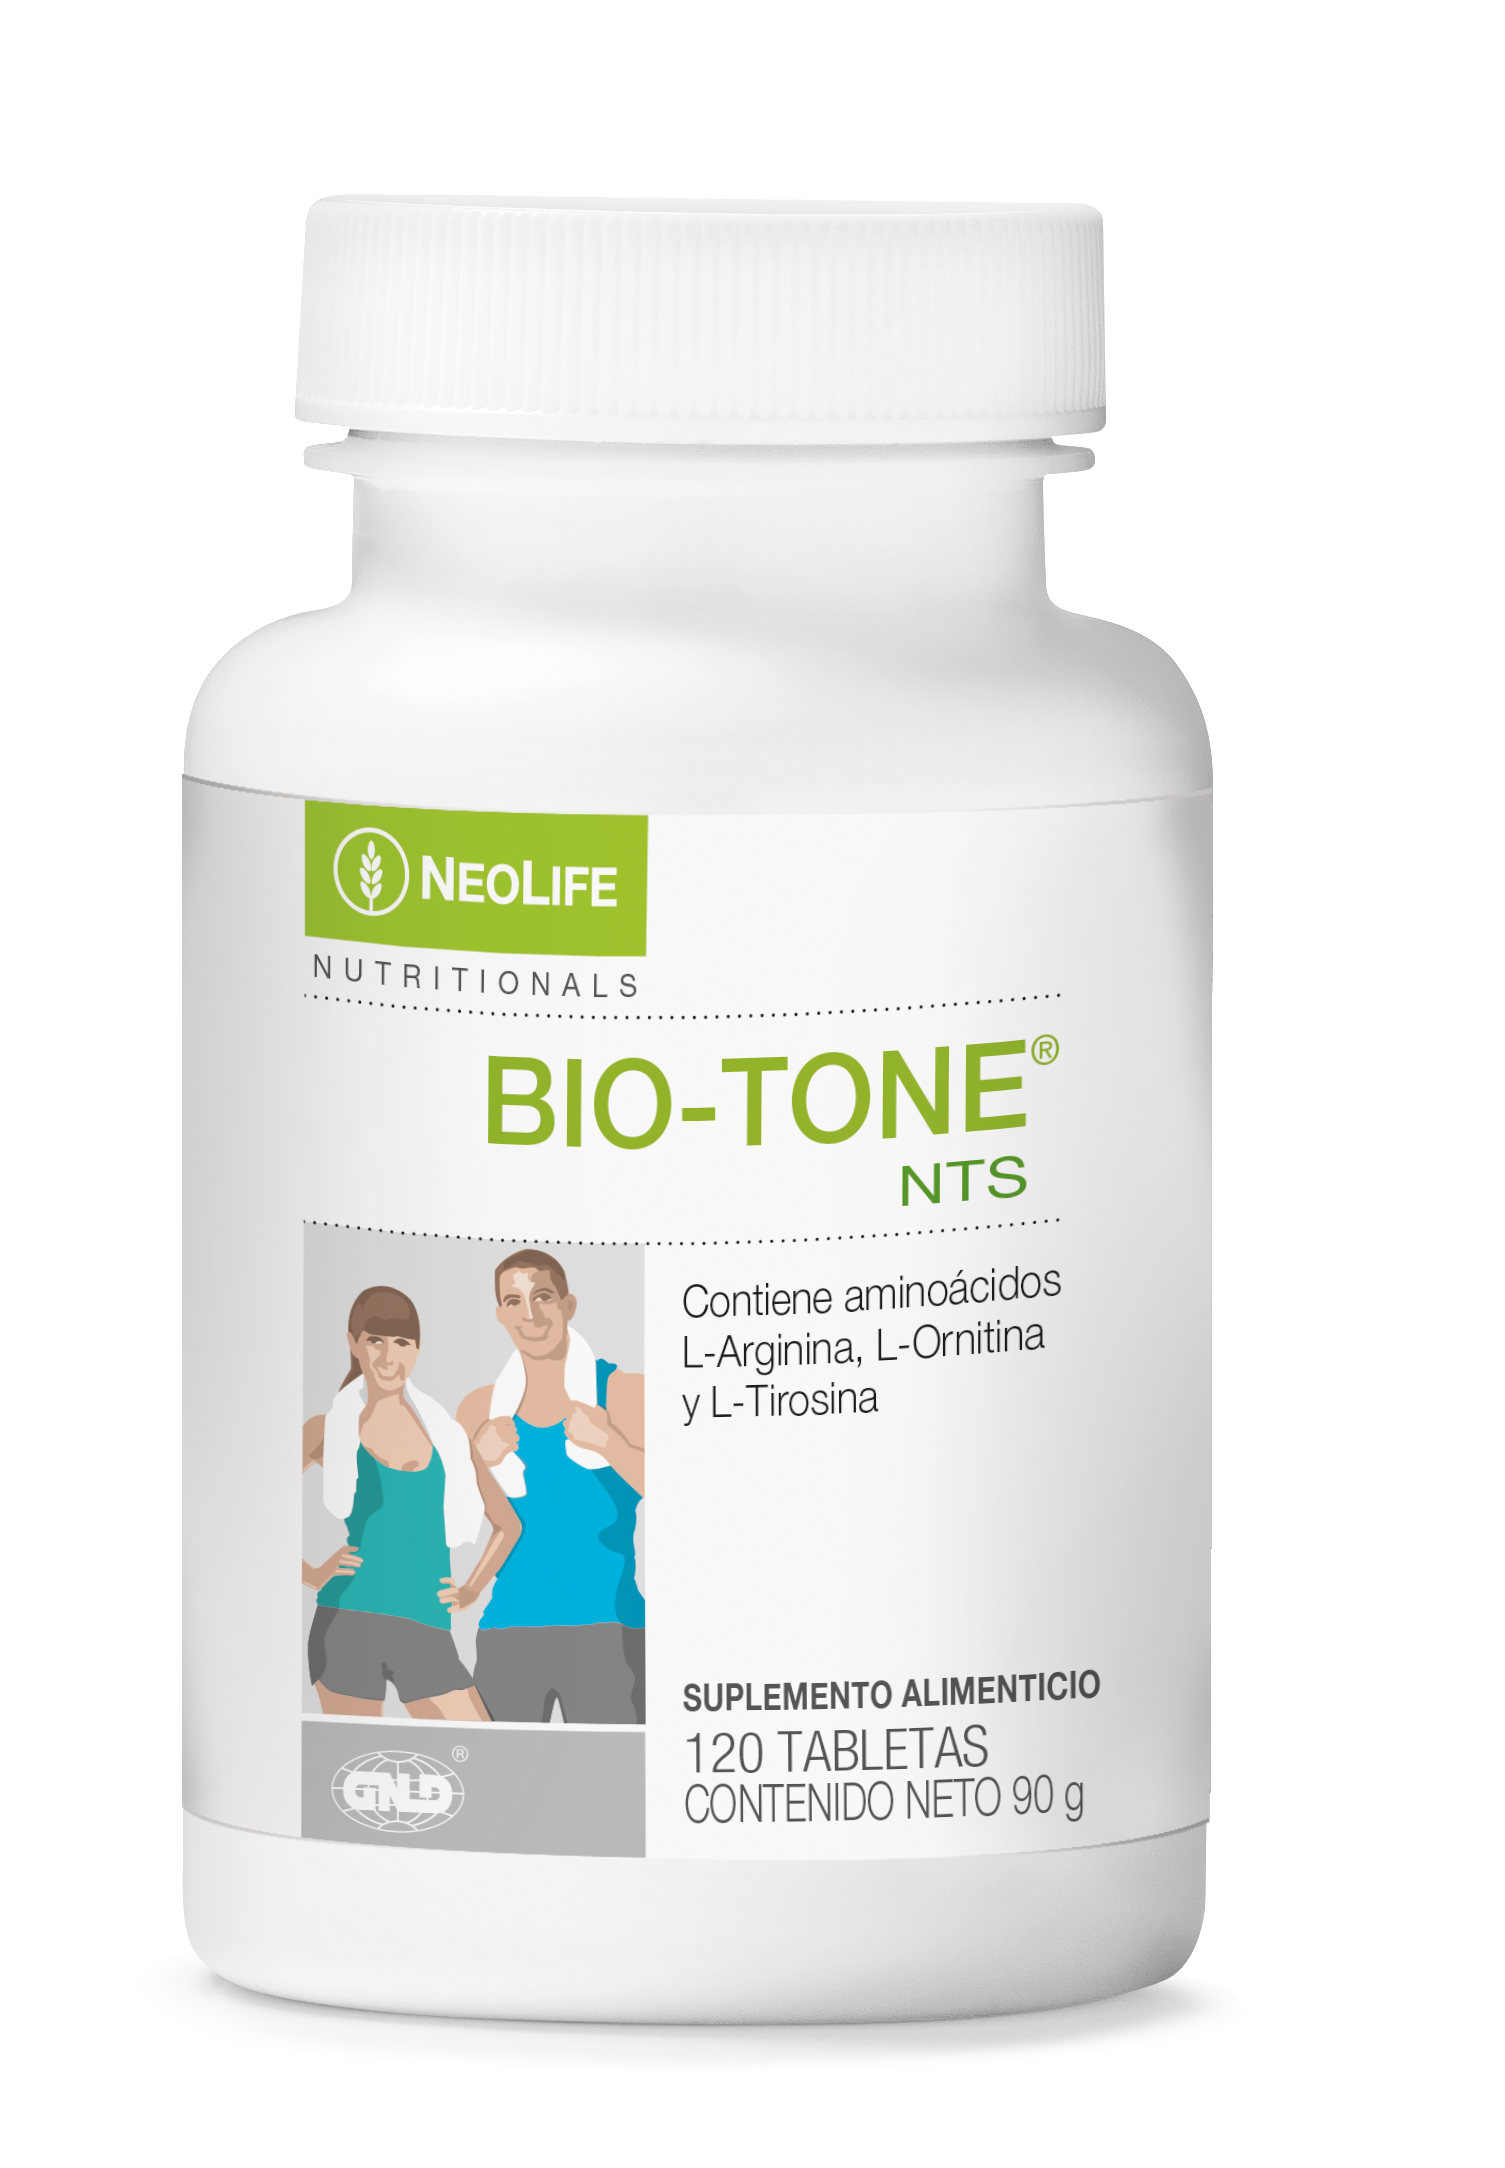 NEOLIFE
NUTRITIONALS
BIO-TONE®
NTS
Contiene aminoácidos
L-Arginina, L-Ornitina
y L-Tirosina
SUPLEMENTO ALIMENTICIO
120 TABLETAS
CONTENIDO NETO 90 g
GNLD®